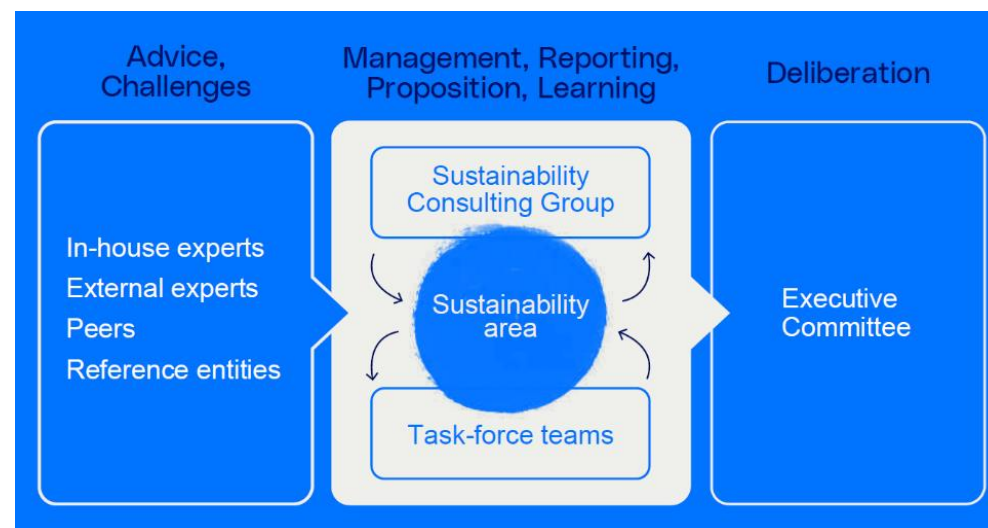 Advice,
Challenges
In-house experts
External experts
Peers
Reference entities
Management, Reporting,
Proposition, Learning
Sustainability
Consulting Group
Sustainability
area
Task-force teams
Deliberation
Executive
Committee